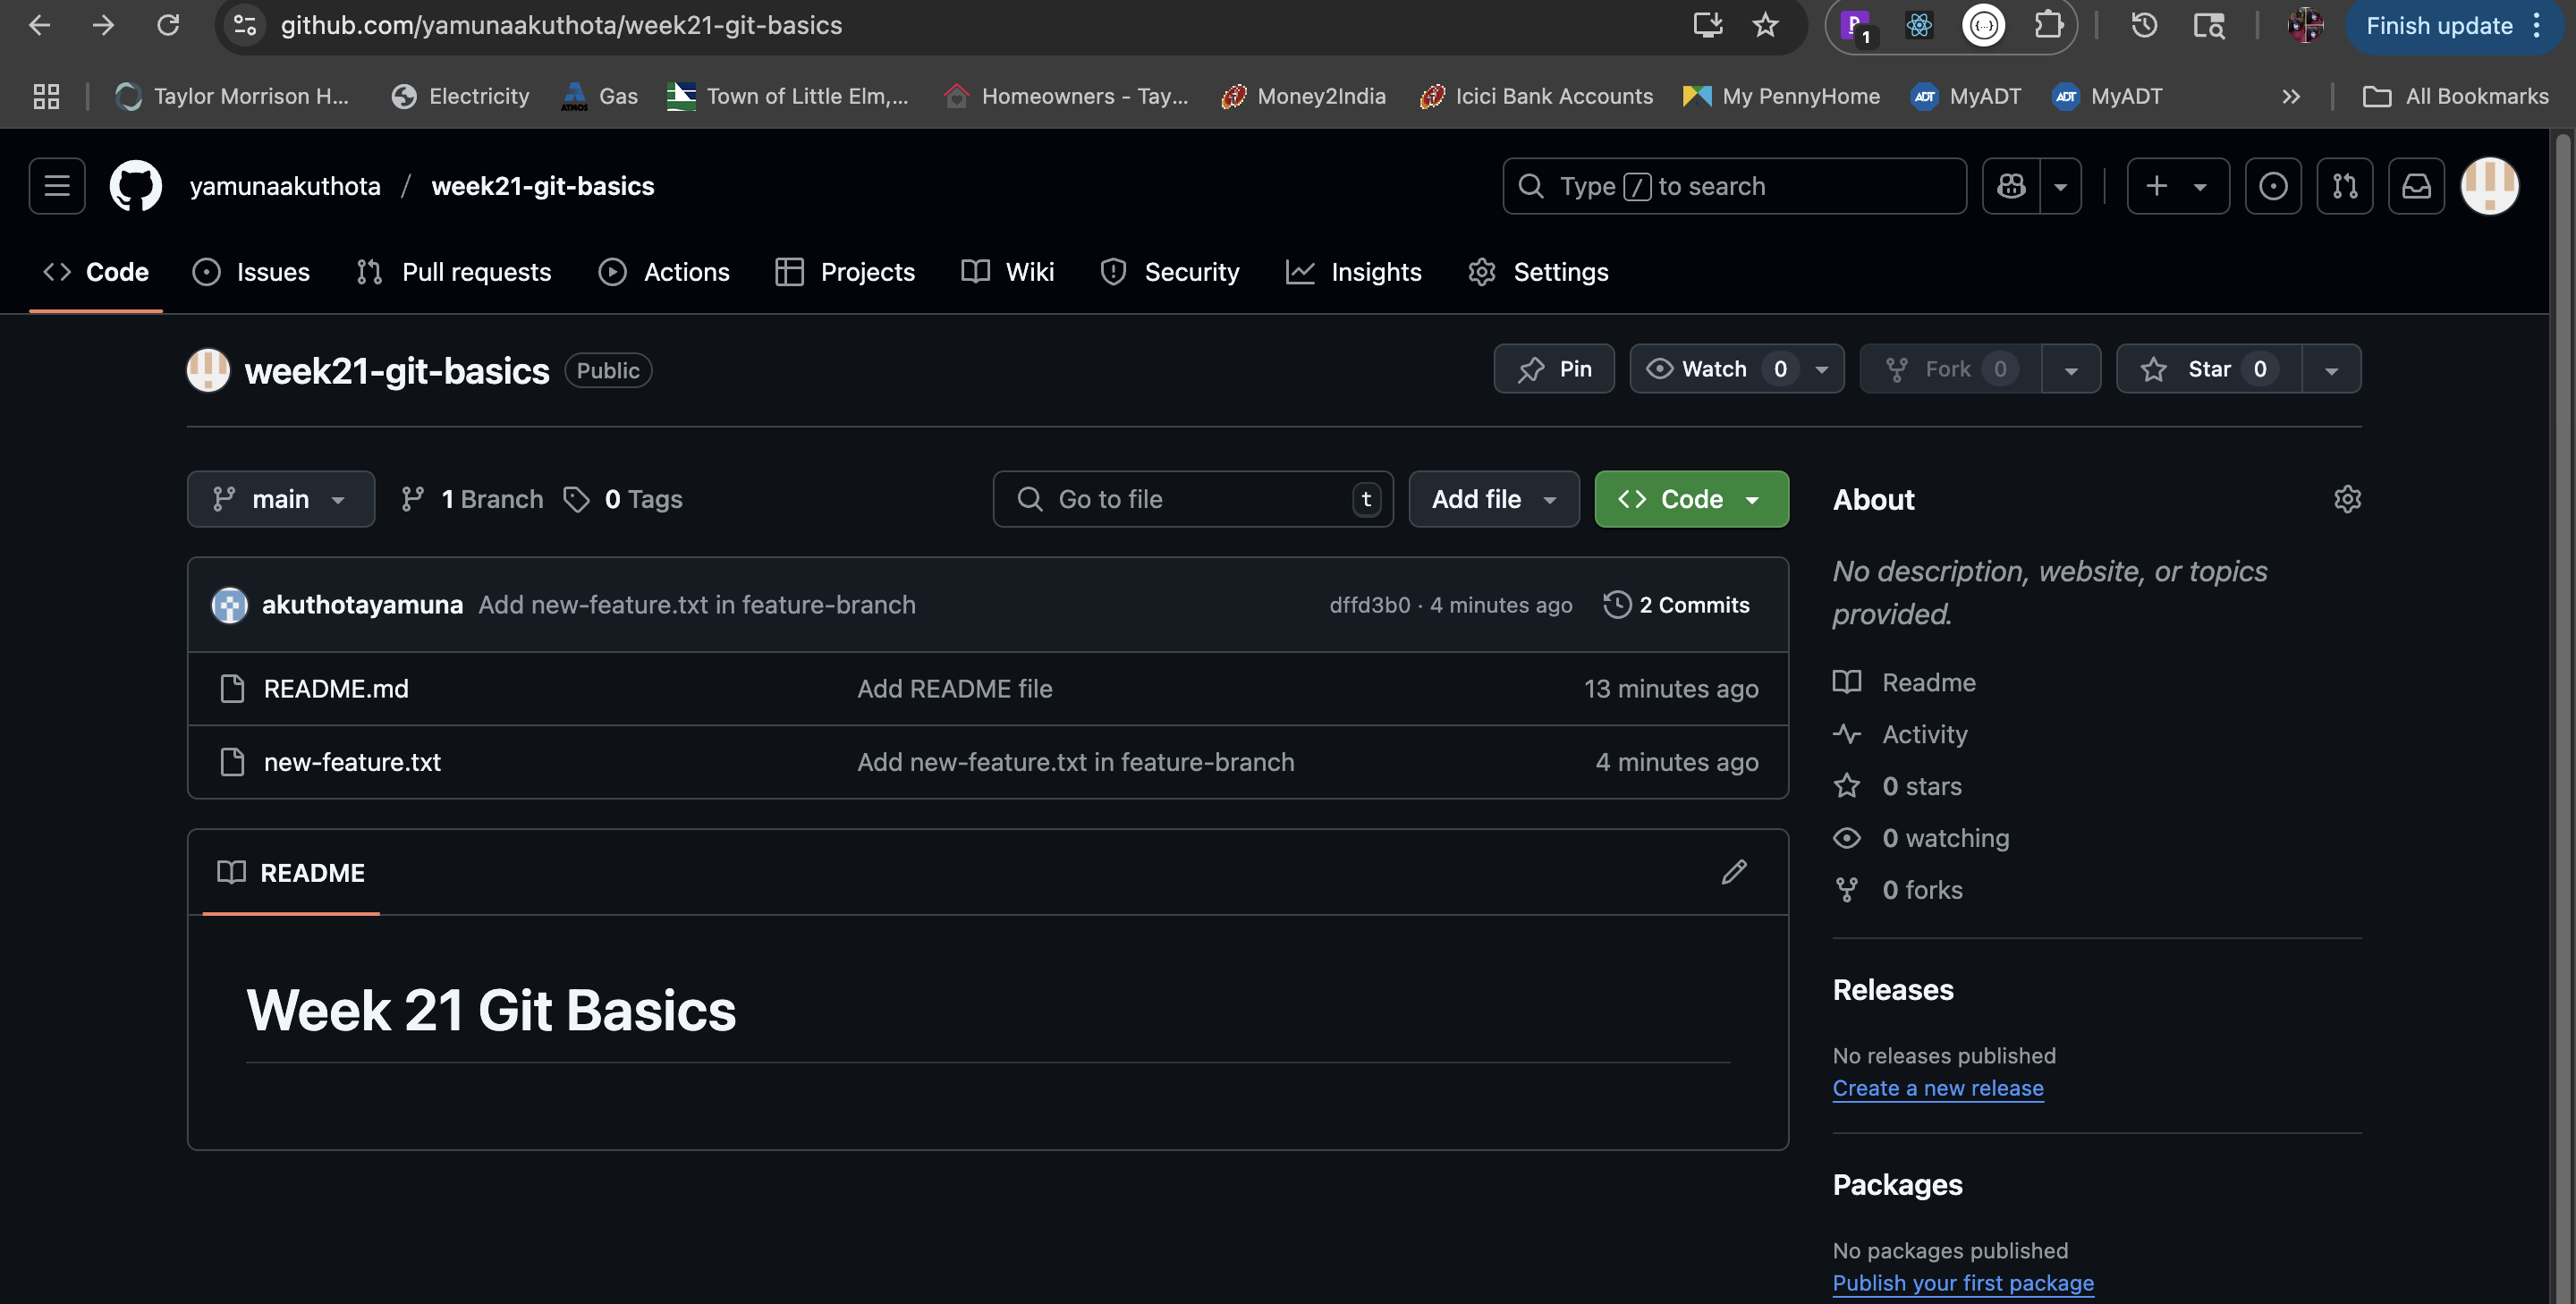 github.com/yamunaakuthota/week21-git-basics
1
Finish update
Taylor Morrison H...
Electricity
ATMOS
Gas
Town of Little Elm,...
Homeowners - Tay...
Money2India
Icici Bank Accounts
My PennyHome
ADT
MyADT
ADT
MyADT
All Bookmarks
yamunaakuthota / week21-git-basics
Type / to search
Code
Issues
Pull requests
Actions
Projects
Wiki
Security
Insights
Settings
week21-git-basics
Public
Pin
Watch 0
Fork 0
Star 0
main
1 Branch
0 Tags
Go to file
t
Add file
Code
akuthotayamuna Add new-feature.txt in feature-branch
dffd3b0 · 4 minutes ago
2 Commits
README.md
Add README file
13 minutes ago
new-feature.txt
Add new-feature.txt in feature-branch
4 minutes ago
README
Week 21 Git Basics
About
No description, website, or topics
provided.
Readme
Activity
0 stars
0 watching
0 forks
Releases
No releases published
Create a new release
Packages
No packages published
Publish your first package